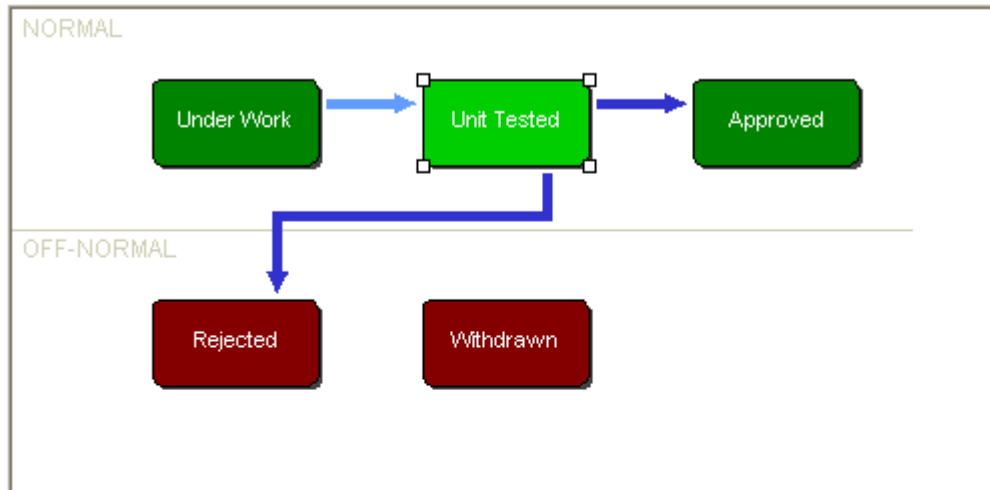 NORMAL
Under Work
Unit Tested
Approved
OFF-NORMAL
Rejected
Withdrawn